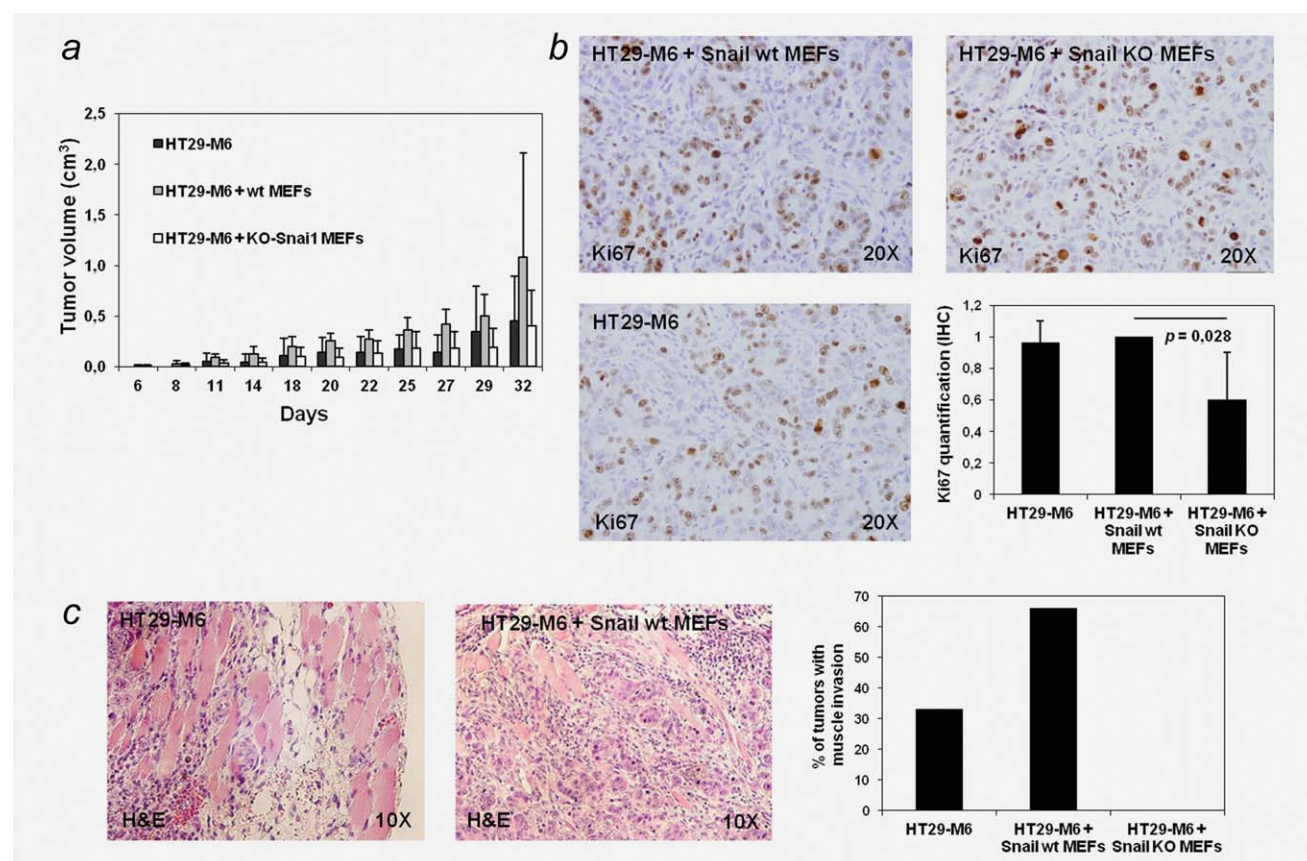 a
2,5
2,0
1,5
1,0
0,5
0,0
Tumor volume (cm³)
HT29-M6
HT29-M6 + wt MEFs
HT29-M6 + KO-Snai1 MEFs
6 8 11 14 18 20 22 25 27 29 32
Days
b
HT29-M6 + Snail wt MEFs
Ki67 20X
HT29-M6 + Snail KO MEFs
Ki67 20X
HT29-M6
Ki67 20X
1,2
1
0,8
0,6
0,4
0,2
0
Ki67 quantification (IHC)
p = 0,028
HT29-M6
HT29-M6 +
Snail wt
MEFs
HT29-M6 +
Snail KO
MEFs
c
HT29-M6
H&E 10X
HT29-M6 + Snail wt MEFs
H&E 10X
70
60
50
40
30
20
10
0
% of tumors with
muscle invasion
HT29-M6
HT29-M6 +
Snail wt MEFs
HT29-M6 +
Snail KO MEFs